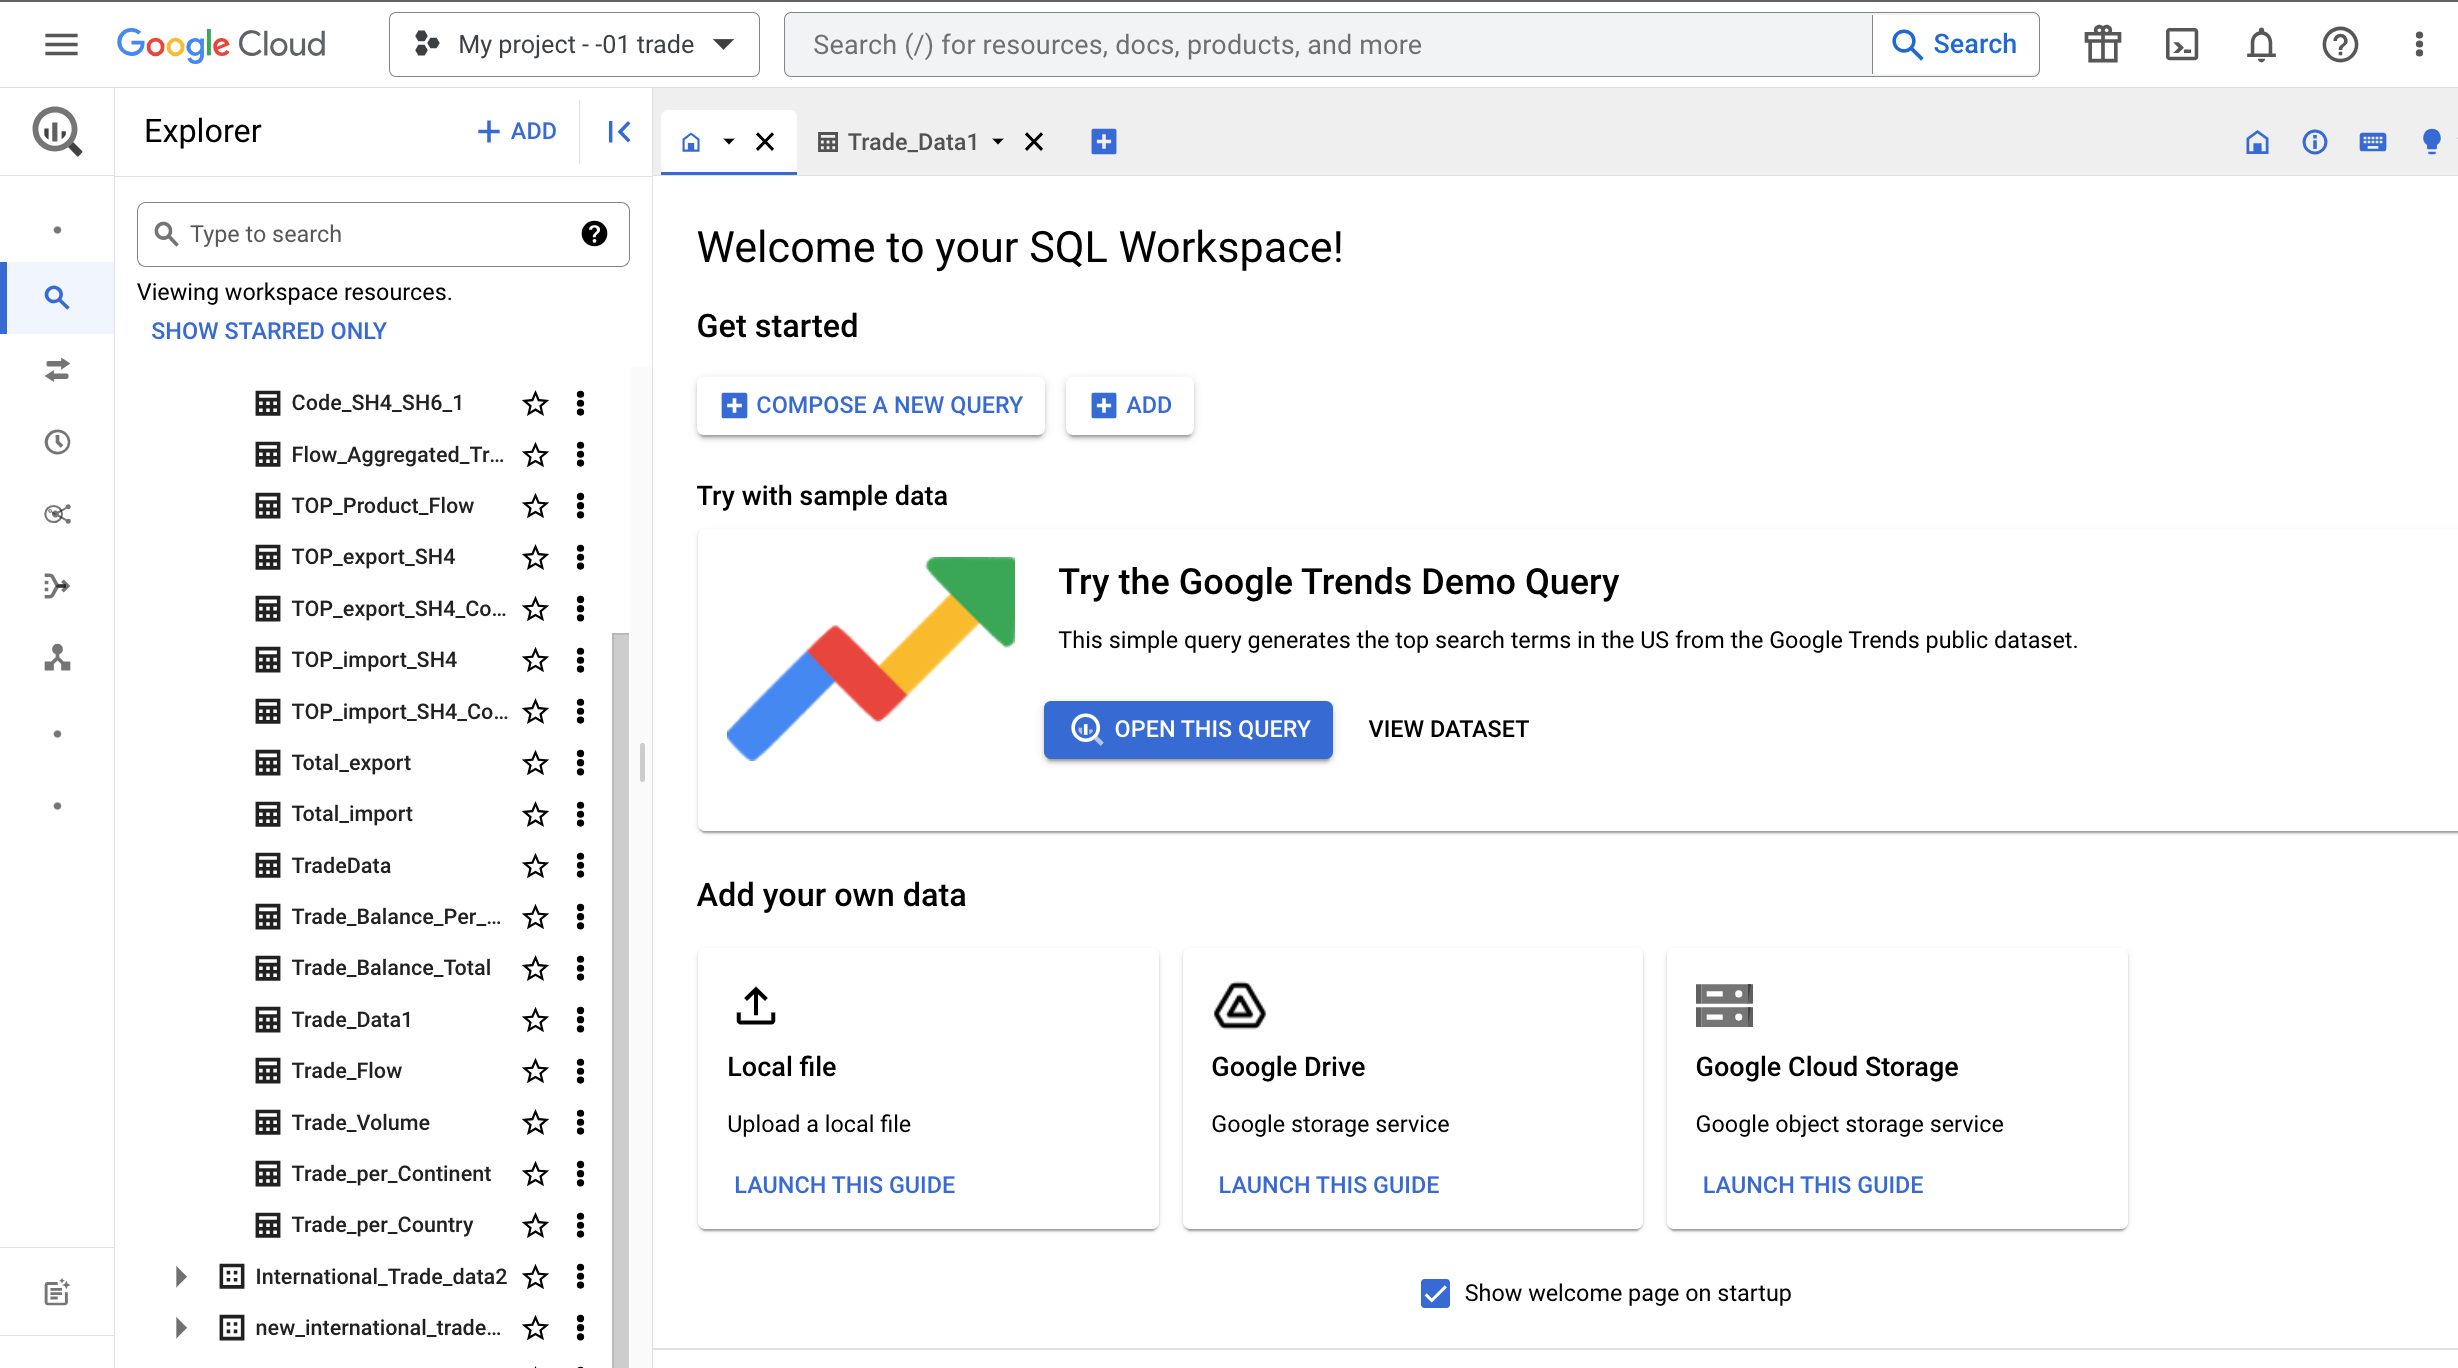 Google Cloud
My project - -01 trade
Search (/) for resources, docs, products, and more
Search
Explorer
ADD
Trade_Data1
Type to search
Viewing workspace resources.
SHOW STARRED ONLY
Code_SH4_SH6_1
Flow_Aggregated_Tr...
TOP_Product_Flow
TOP_export_SH4
TOP_export_SH4_Co...
TOP_import_SH4
TOP_import_SH4_Co...
Total_export
Total_import
TradeData
Trade_Balance_Per_...
Trade_Balance_Total
Trade_Data1
Trade_Flow
Trade_Volume
Trade_per_Continent
Trade_per_Country
International_Trade_data2
new_international_trade...
Welcome to your SQL Workspace!
Get started
COMPOSE A NEW QUERY
ADD
Try with sample data
Try the Google Trends Demo Query
This simple query generates the top search terms in the US from the Google Trends public dataset.
OPEN THIS QUERY
VIEW DATASET
Add your own data
Local file
Upload a local file
LAUNCH THIS GUIDE
Google Drive
Google storage service
LAUNCH THIS GUIDE
Google Cloud Storage
Google object storage service
LAUNCH THIS GUIDE
Show welcome page on startup